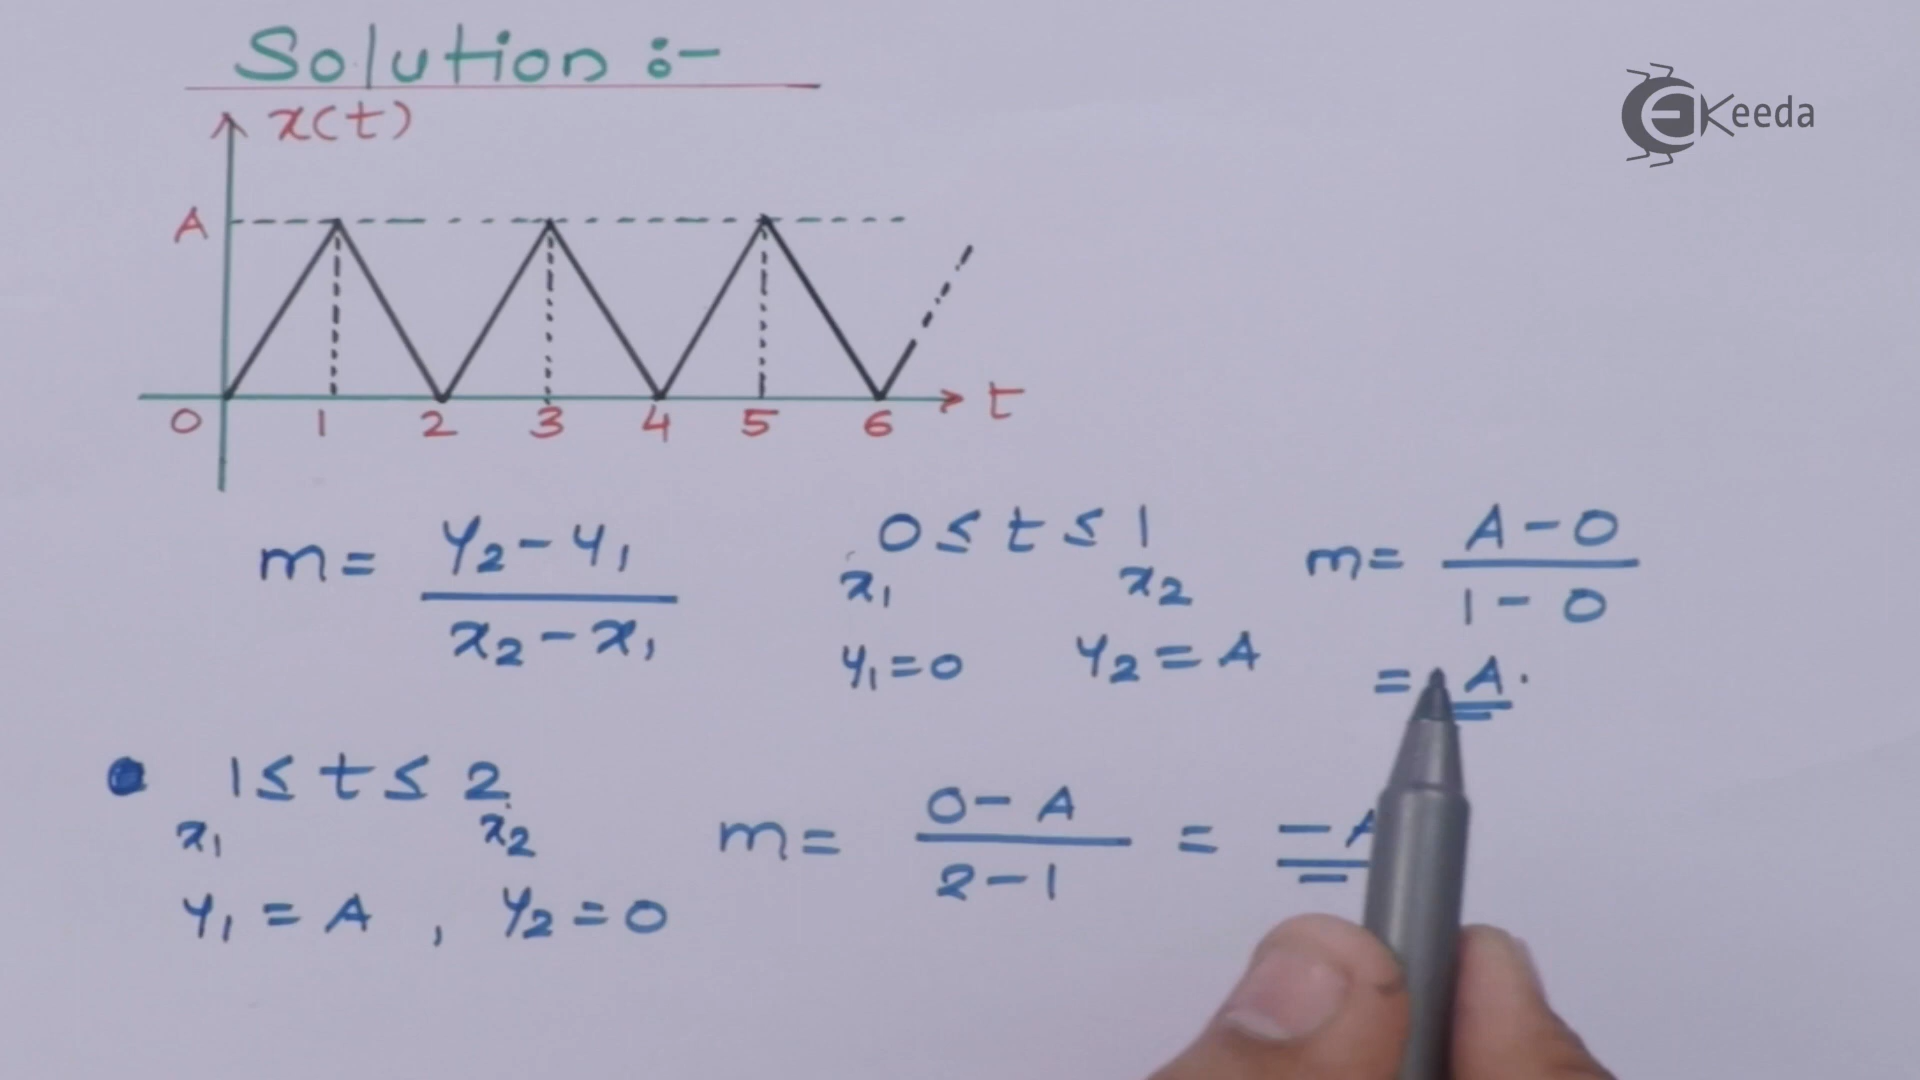 Solution :-
x(t)
EKeeda
A
0 1 2 3 4 5 6 t
m = y₂ - y₁ / x₂ - x₁
0 ≤ t ≤ 1
x₁ x₂
y₁ = 0 y₂ = A
m = A - 0 / 1 - 0
= A.
1 ≤ t ≤ 2
x₁ x₂
y₁ = A , y₂ = 0
m = 0 - A / 2 - 1 = - A